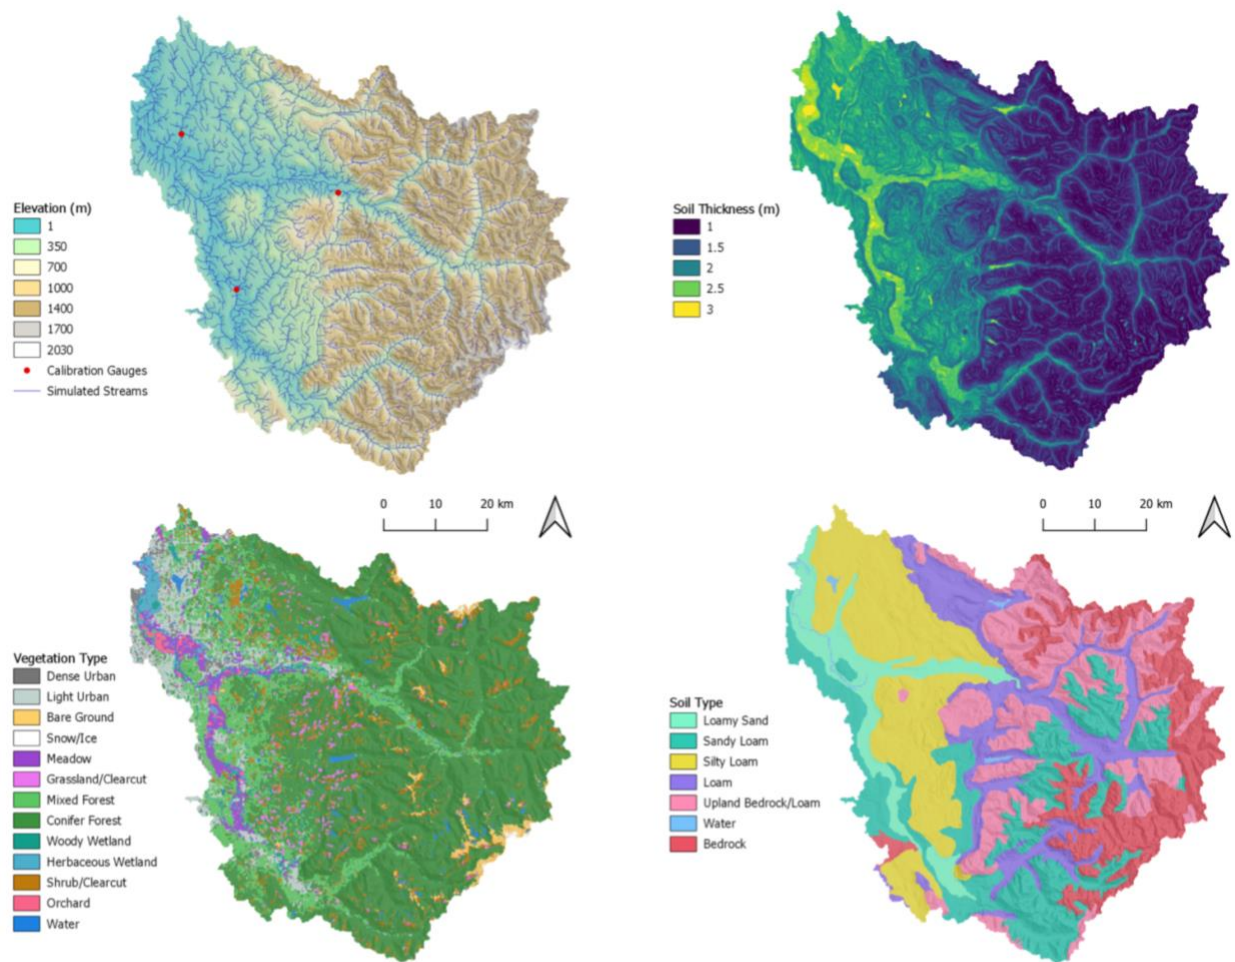 Elevation (m)
1
350
700
1000
1400
1700
2030
Calibration Gauges
Simulated Streams
Soil Thickness (m)
1
1.5
2
2.5
3
0 10 20 km
Vegetation Type
Dense Urban
Light Urban
Bare Ground
Snow/Ice
Meadow
Grassland/Clearcut
Mixed Forest
Conifer Forest
Woody Wetland
Herbaceous Wetland
Shrub/Clearcut
Orchard
Water
0 10 20 km
Soil Type
Loamy Sand
Sandy Loam
Silty Loam
Loam
Upland Bedrock/Loam
Water
Bedrock